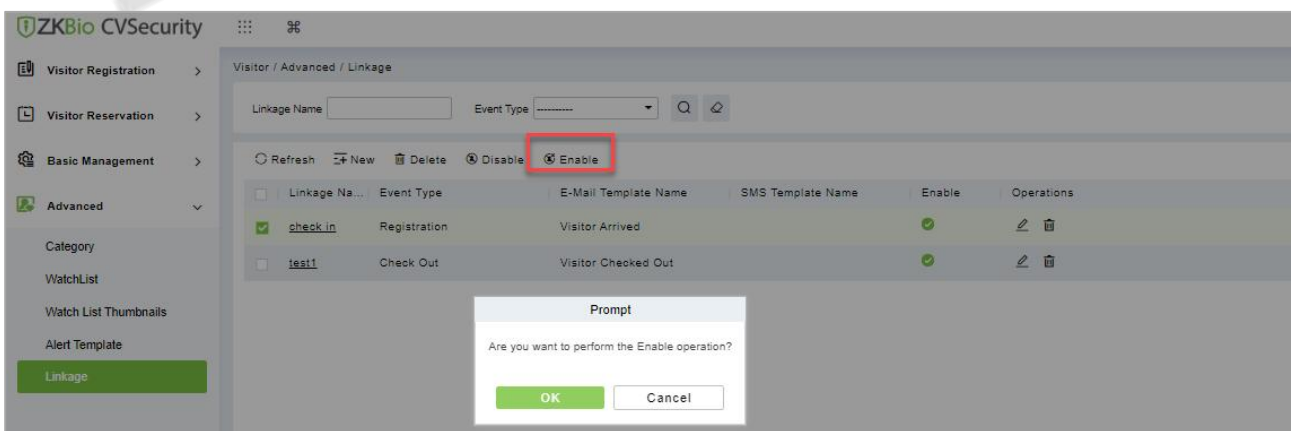 ZKBio CVSecurity
Visitor Registration
Visitor Reservation
Basic Management
Advanced
Category
WatchList
Watch List Thumbnails
Alert Template
Linkage
Visitor / Advanced / Linkage
Linkage Name Event Type ----------
Refresh New Delete Disable Enable
Linkage Na... Event Type E-Mail Template Name SMS Template Name Enable Operations
check in Registration Visitor Arrived
test1 Check Out Visitor Checked Out
Prompt
Are you want to perform the Enable operation?
OK Cancel